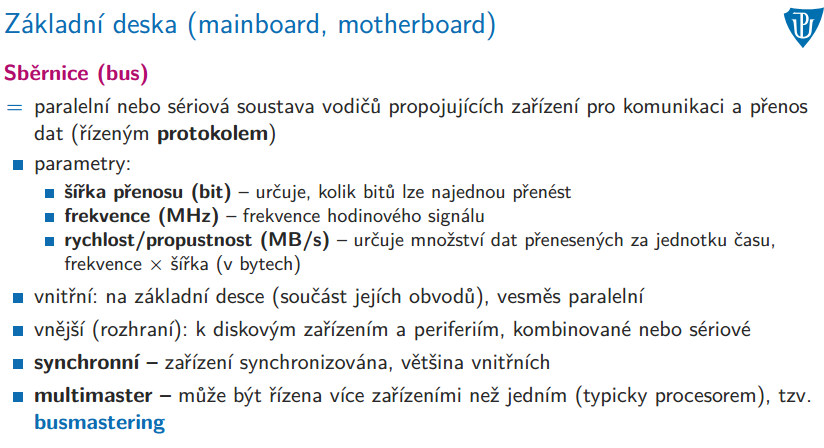 Základní deska (mainboard, motherboard)
Sběrnice (bus)
= paralelní nebo sériová soustava vodičů propojujících zařízení pro komunikaci a přenos
dat (řízeným protokolem)
parametry:
šířka přenosu (bit) – určuje, kolik bitů lze najednou přenést
frekvence (MHz) – frekvence hodinového signálu
rychlost/propustnost (MB/s) – určuje množství dat přenesených za jednotku času,
frekvence × šířka (v bytech)
vnitřní: na základní desce (součást jejích obvodů), vesměs paralelní
vnější (rozhraní): k diskovým zařízením a periferiím, kombinované nebo sériové
synchronní – zařízení synchronizována, většina vnitřních
multimaster – může být řízena více zařízeními než jedním (typicky procesorem), tzv.
busmastering